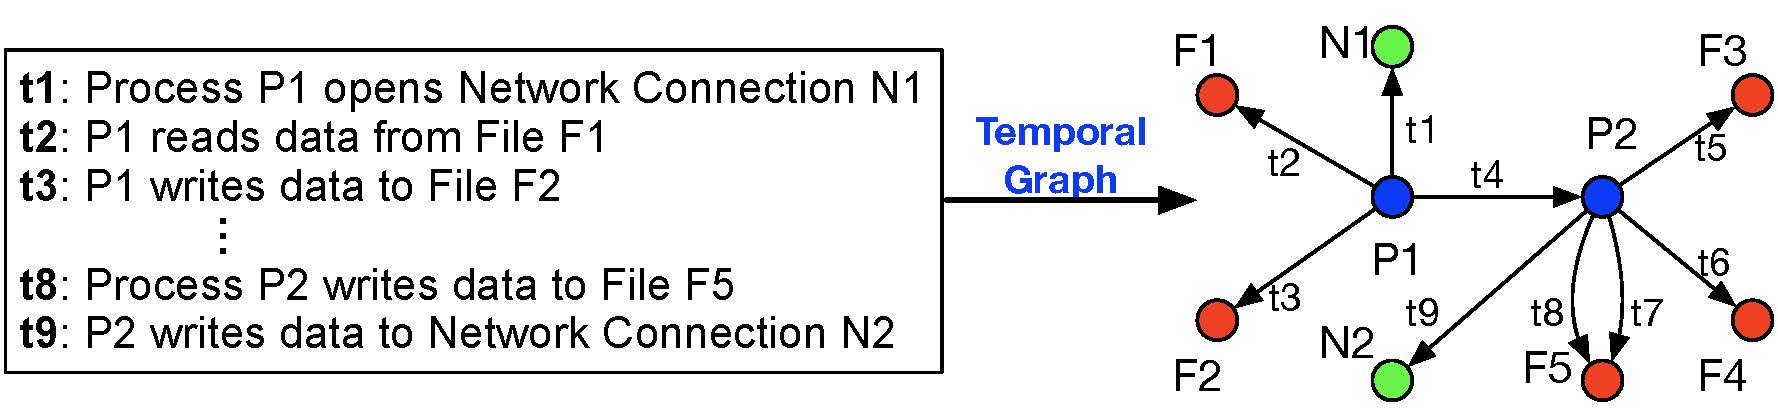 t1: Process P1 opens Network Connection N1
t2: P1 reads data from File F1
t3: P1 writes data to File F2
⋮
t8: Process P2 writes data to File F5
t9: P2 writes data to Network Connection N2
Temporal
Graph
F1
N1
F3
t1
P2
t2
t5
t4
P1
t3
t6
t9
t8
t7
N2
F2
F5
F4